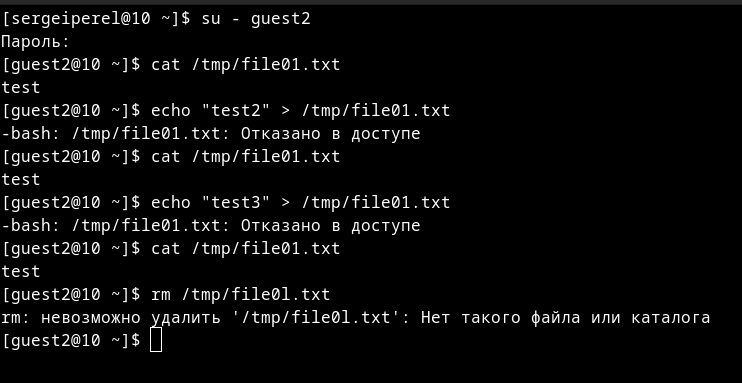 [sergeiperel@10 ~]$ su - guest2
Пароль:
[guest2@10 ~]$ cat /tmp/file01.txt
test
[guest2@10 ~]$ echo "test2" > /tmp/file01.txt
-bash: /tmp/file01.txt: Отказано в доступе
[guest2@10 ~]$ cat /tmp/file01.txt
test
[guest2@10 ~]$ echo "test3" > /tmp/file01.txt
-bash: /tmp/file01.txt: Отказано в доступе
[guest2@10 ~]$ cat /tmp/file01.txt
test
[guest2@10 ~]$ rm /tmp/file0l.txt
rm: невозможно удалить '/tmp/file0l.txt': Нет такого файла или каталога
[guest2@10 ~]$